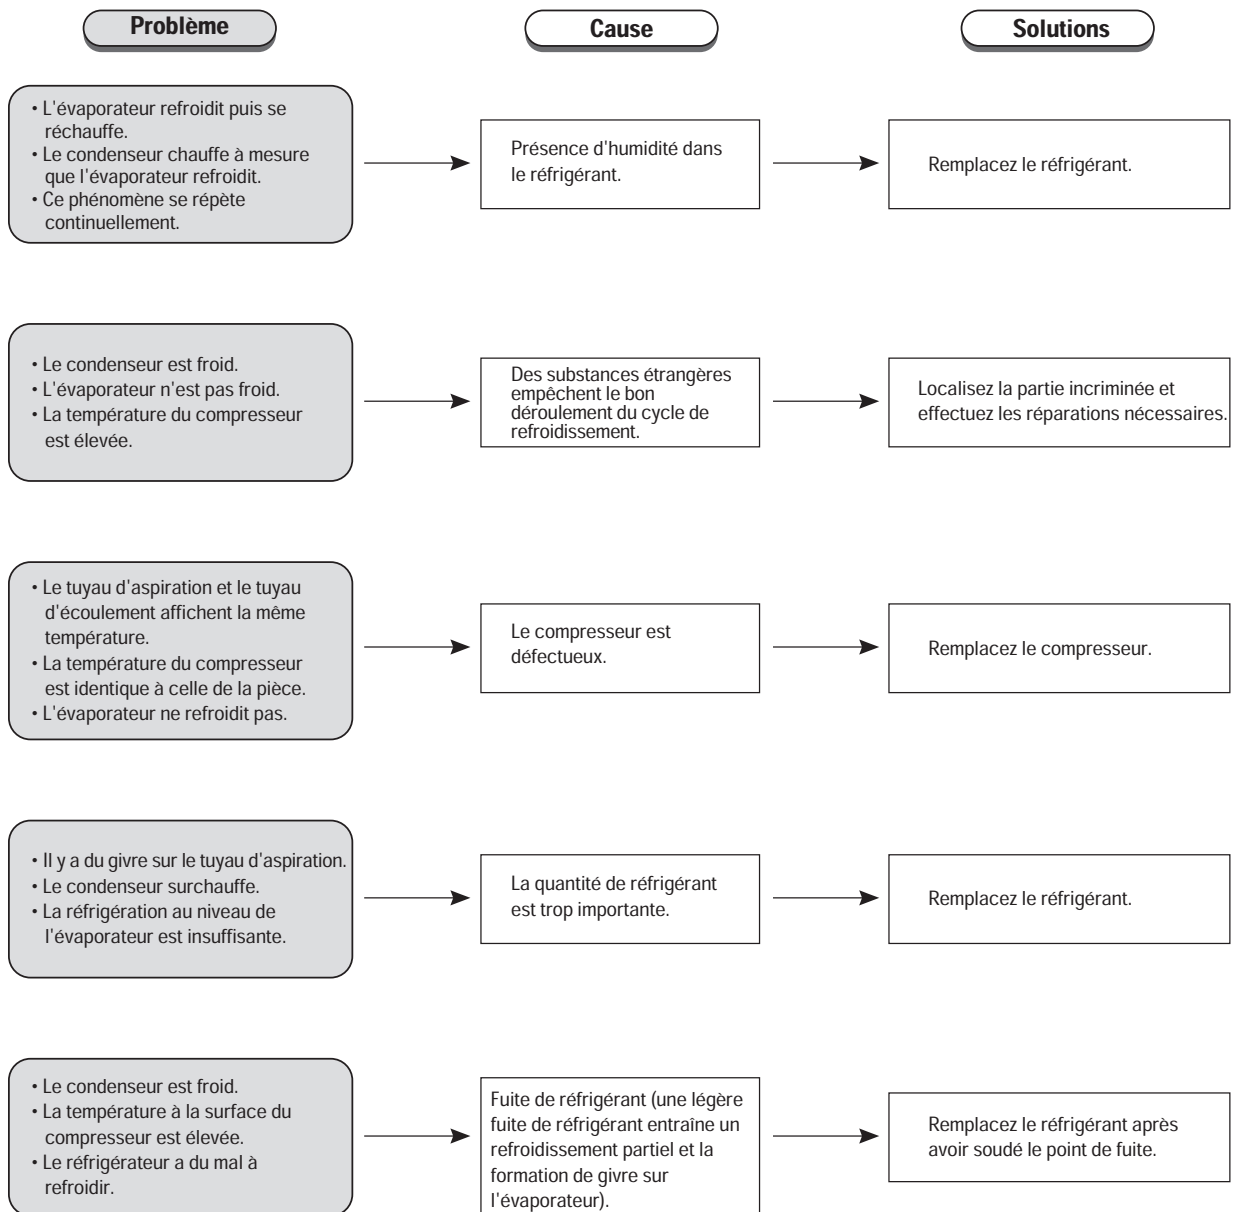 Problème
Cause
Solutions
• L'évaporateur refroidit puis se
réchauffe.
• Le condenseur chauffe à mesure
que l'évaporateur refroidit.
• Ce phénomène se répète
continuellement.
Présence d'humidité dans
le réfrigérant.
Remplacez le réfrigérant.
• Le condenseur est froid.
• L'évaporateur n'est pas froid.
• La température du compresseur
est élevée.
Des substances étrangères
empêchent le bon
déroulement du cycle de
refroidissement.
Localisez la partie incriminée et
effectuez les réparations nécessaires.
• Le tuyau d'aspiration et le tuyau
d'écoulement affichent la même
température.
• La température du compresseur
est identique à celle de la pièce.
• L'évaporateur ne refroidit pas.
Le compresseur est
défectueux.
Remplacez le compresseur.
• Il y a du givre sur le tuyau d'aspiration.
• Le condenseur surchauffe.
• La réfrigération au niveau de
l'évaporateur est insuffisante.
La quantité de réfrigérant
est trop importante.
Remplacez le réfrigérant.
• Le condenseur est froid.
• La température à la surface du
compresseur est élevée.
• Le réfrigérateur a du mal à
refroidir.
Fuite de réfrigérant (une légère
fuite de réfrigérant entraîne un
refroidissement partiel et la
formation de givre sur
l'évaporateur).
Remplacez le réfrigérant après
avoir soudé le point de fuite.